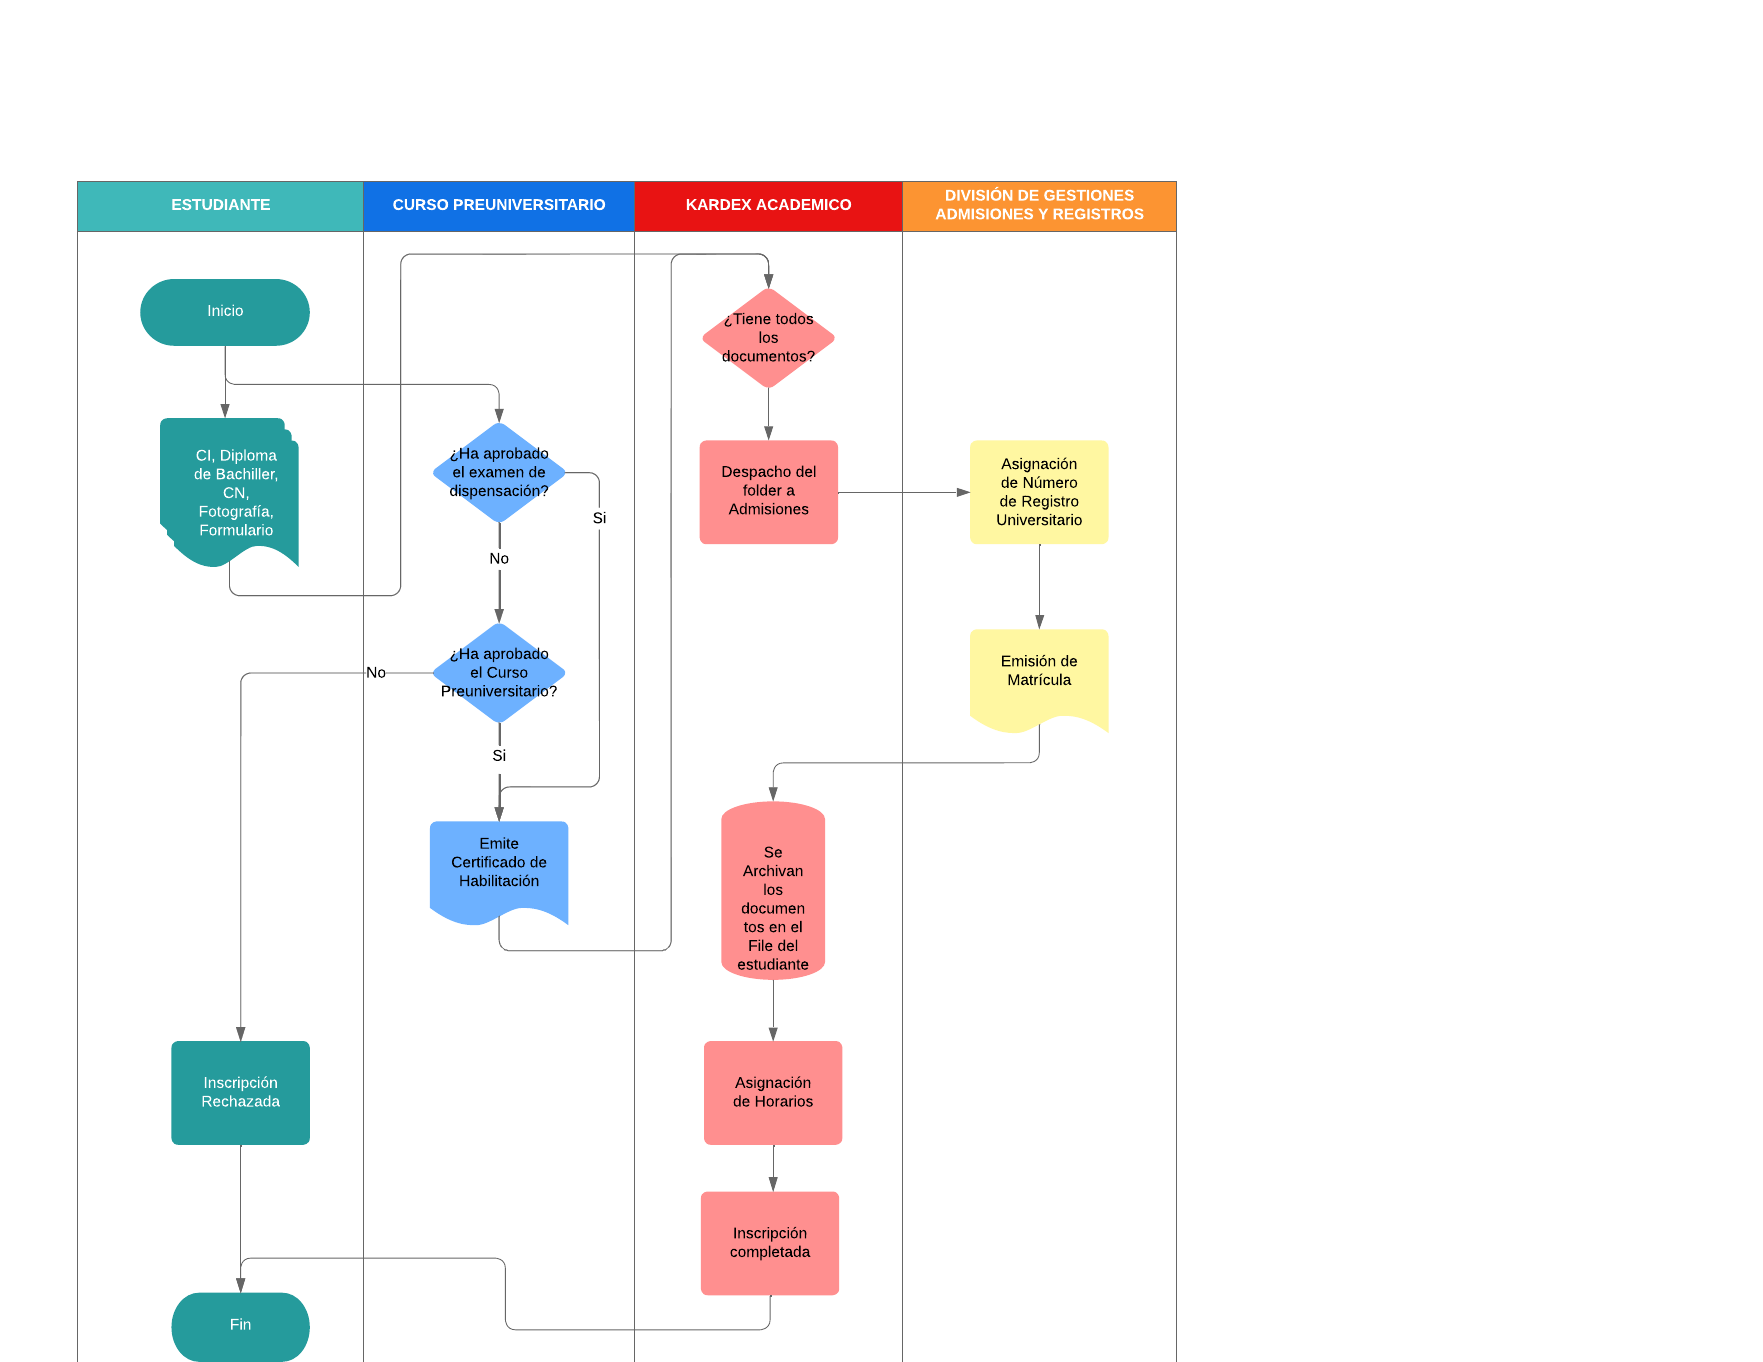 ESTUDIANTE
CURSO PREUNIVERSITARIO
KARDEX ACADEMICO
DIVISIÓN DE GESTIONES
ADMISIONES Y REGISTROS
Inicio
¿Tiene todos
los
documentos?
CI, Diploma
de Bachiller,
CN,
Fotografía,
Formulario
¿Ha aprobado
el examen de
dispensación?
Si
No
Despacho del
folder a
Admisiones
Asignación
de Número
de Registro
Universitario
¿Ha aprobado
el Curso
Preuniversitario?
No
Si
Emisión de
Matrícula
Emite
Certificado de
Habilitación
Se
Archivan
los
documen
tos en el
File del
estudiante
Inscripción
Rechazada
Asignación
de Horarios
Inscripción
completada
Fin